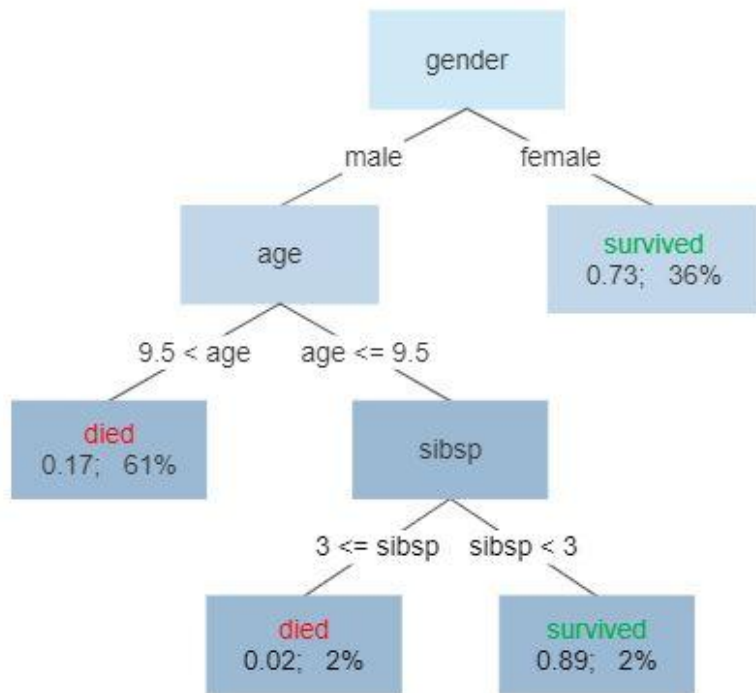 gender
male
female
age
survived
0.73; 36%
9.5 < age
age <= 9.5
died
0.17; 61%
sibsp
3 <= sibsp
sibsp < 3
died
0.02; 2%
survived
0.89; 2%